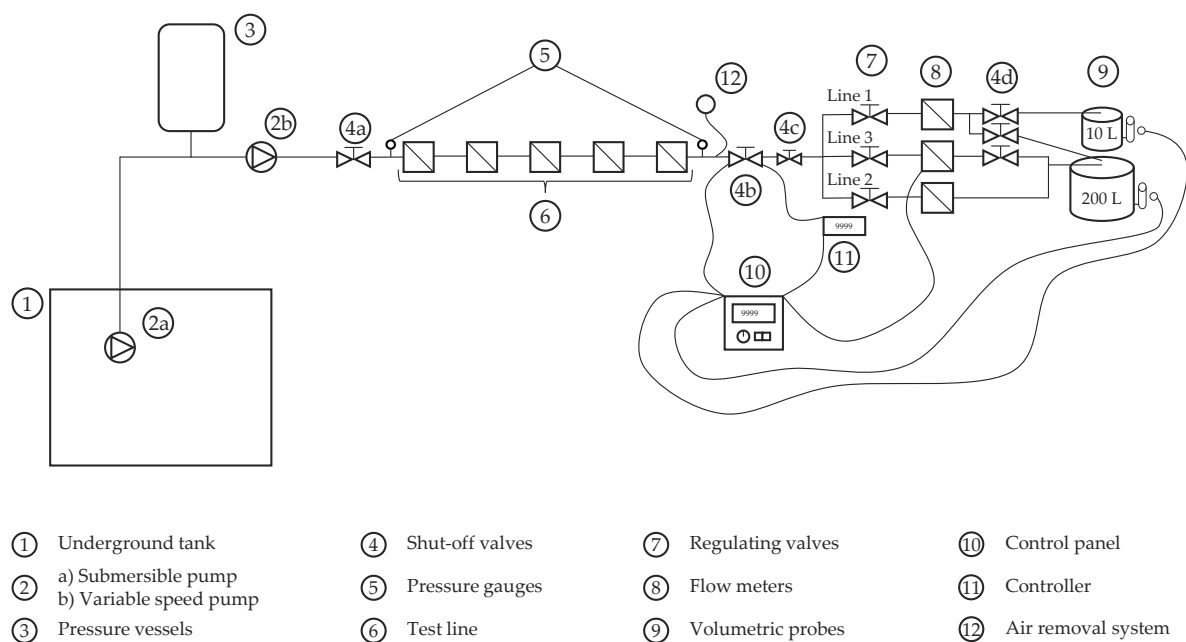 3
5
12
7
8
4d
9
2b
4a
4c
Line 1
10 L
Line 3
4b
Line 2
200 L
6
9999
11
10
1
2a
9999
1 Underground tank
2 a) Submersible pump
b) Variable speed pump
3 Pressure vessels
4 Shut-off valves
5 Pressure gauges
6 Test line
7 Regulating valves
8 Flow meters
9 Volumetric probes
10 Control panel
11 Controller
12 Air removal system